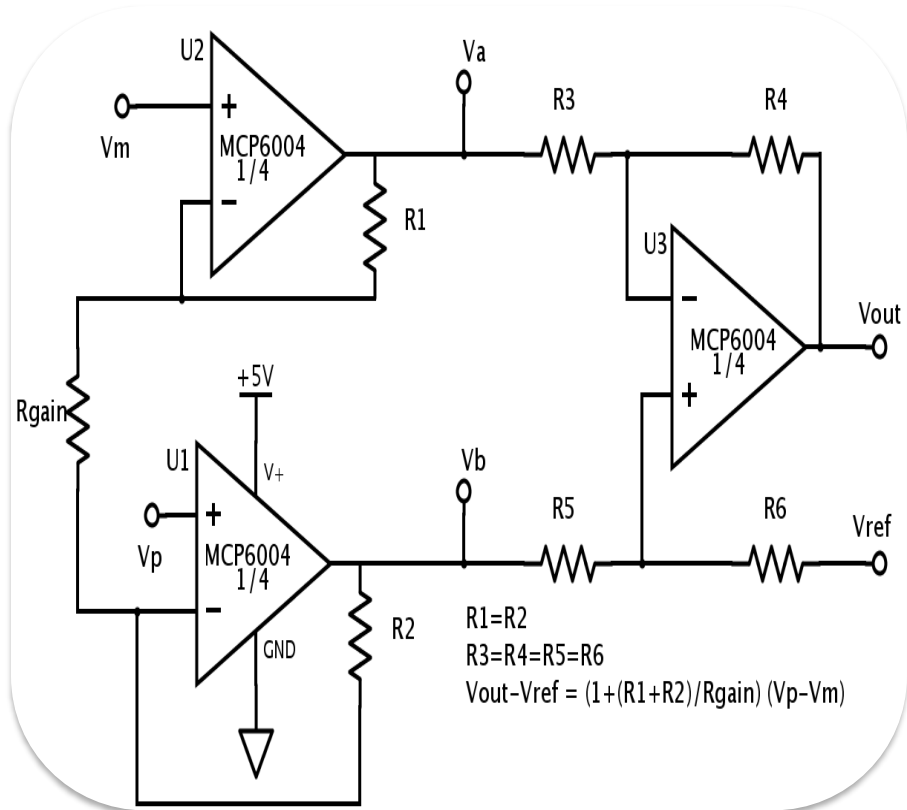 U2
Va
R3
R4
+
Vm
MCP6004
1/4
−
R1
U3
−
Vout
MCP6004
1/4
+
+5V
Rgain
V+
U1
Vb
R5
R6
Vref
+
Vp
MCP6004
1/4
−
GND
R2
R1=R2
R3=R4=R5=R6
Vout−Vref = (1+(R1+R2)/Rgain) (Vp−Vm)